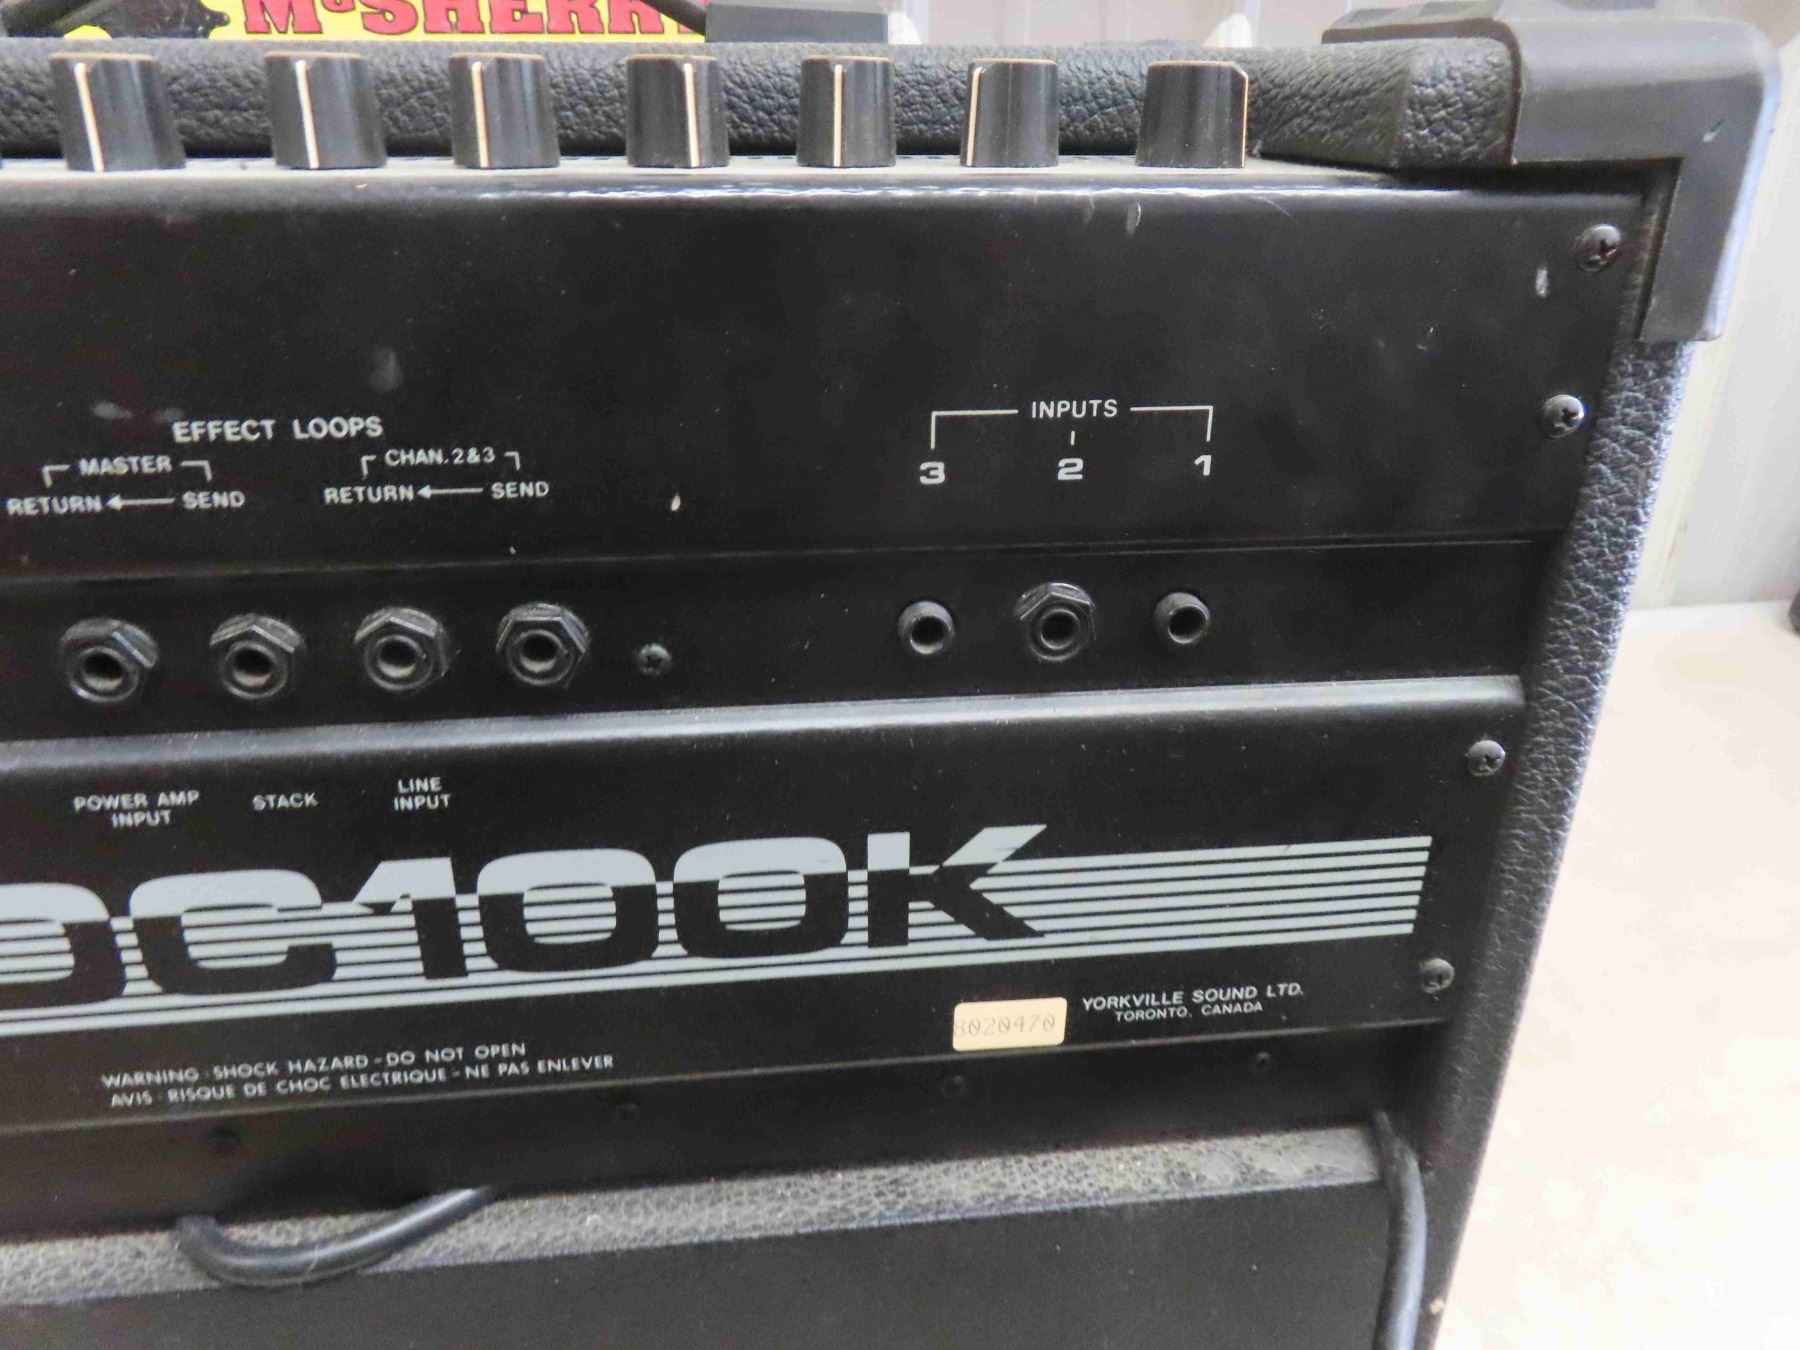 McSHERR
EFFECT LOOPS
MASTER
CHAN. 2&3
RETURN SEND
RETURN SEND
INPUTS
3 2 1
POWER AMP
INPUT
STACK
LINE
INPUT
OC100K
8020470
YORKVILLE SOUND LTD.
TORONTO, CANADA
WARNING : SHOCK HAZARD - DO NOT OPEN
AVIS : RISQUE DE CHOC ELECTRIQUE - NE PAS ENLEVER